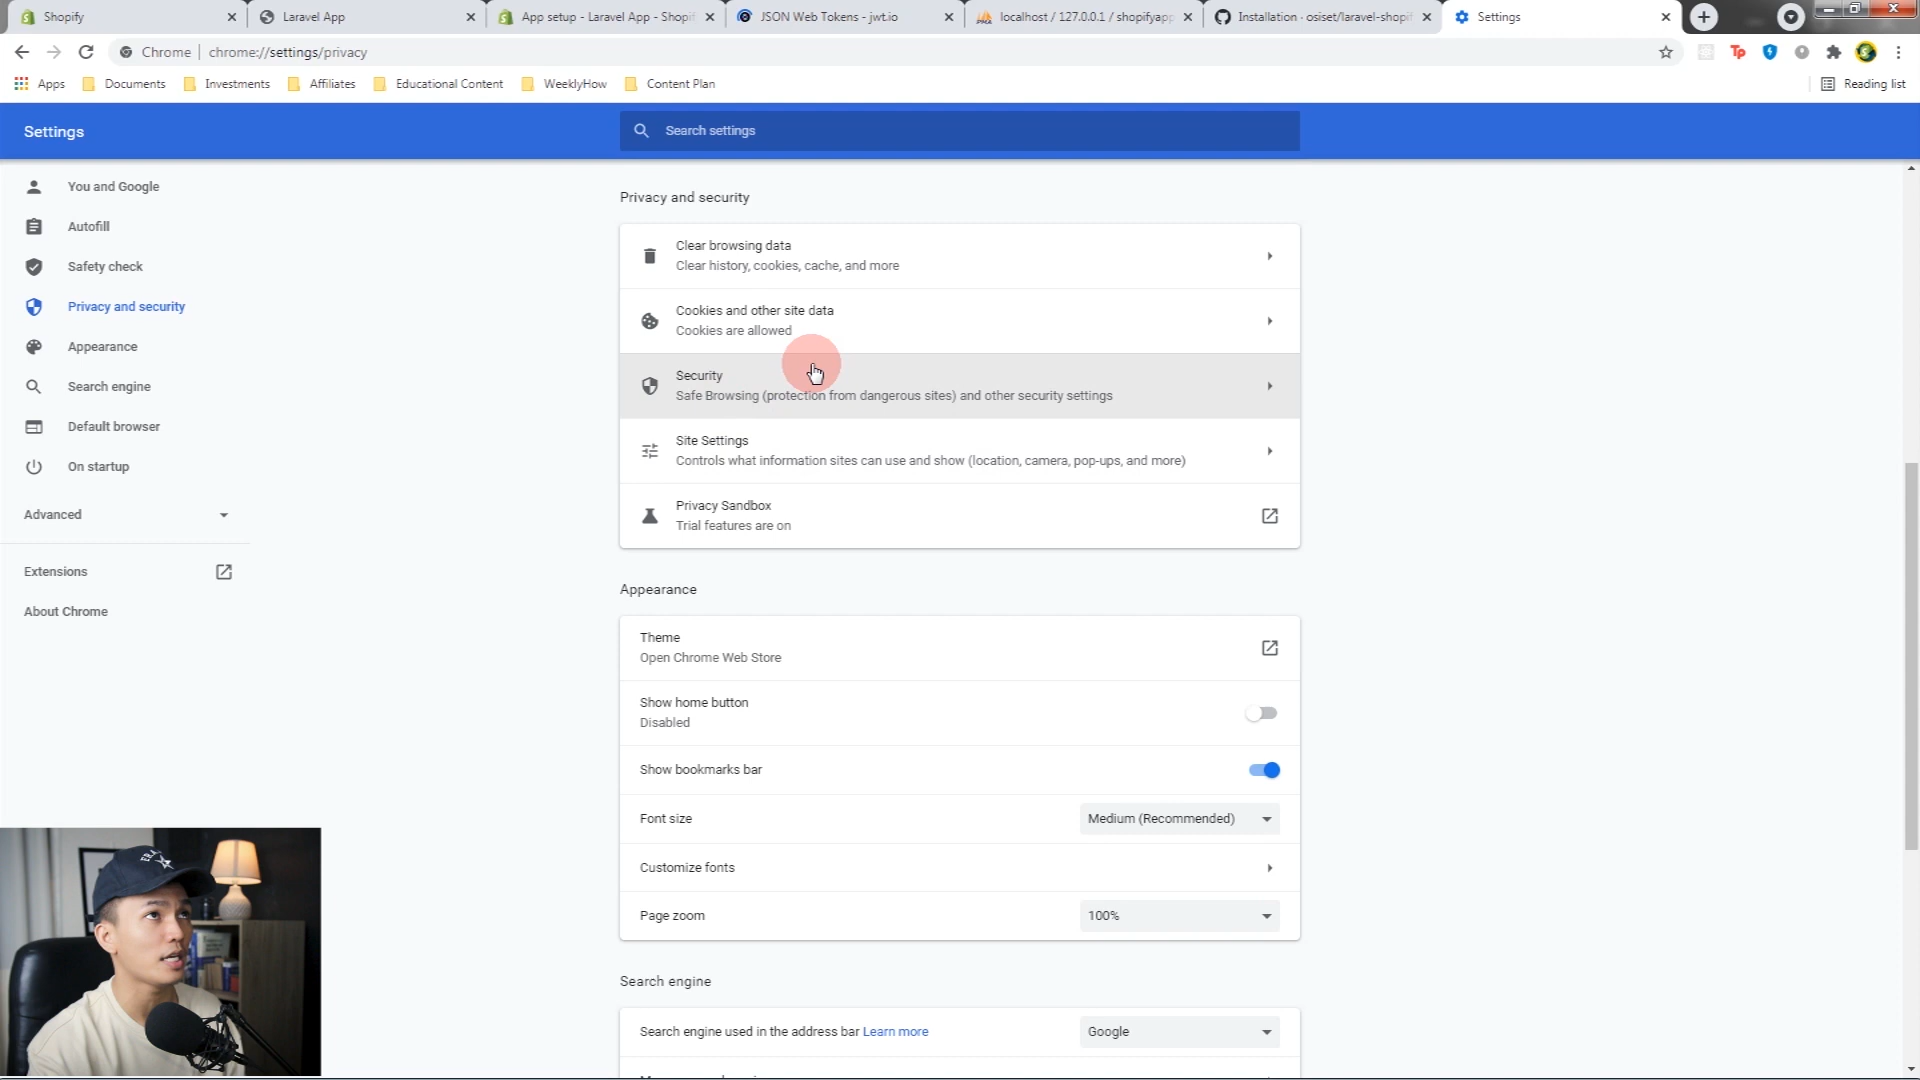 Shopify
Laravel App
App setup - Laravel App - Shopif
JSON Web Tokens - jwt.io
localhost / 127.0.0.1 / shopifyapp
Installation · osiset/laravel-shopif
Settings
Chrome | chrome://settings/privacy
Tp
Apps
Documents
Investments
Affiliates
Educational Content
WeeklyHow
Content Plan
Reading list
Settings
Search settings
You and Google
Autofill
Safety check
Privacy and security
Appearance
Search engine
Default browser
On startup
Advanced
Extensions
About Chrome
Privacy and security
Clear browsing data
Clear history, cookies, cache, and more
Cookies and other site data
Cookies are allowed
Security
Safe Browsing (protection from dangerous sites) and other security settings
Site Settings
Controls what information sites can use and show (location, camera, pop-ups, and more)
Privacy Sandbox
Trial features are on
Appearance
Theme
Open Chrome Web Store
Show home button
Disabled
Show bookmarks bar
Font size
Medium (Recommended)
Customize fonts
Page zoom
100%
Search engine
Search engine used in the address bar Learn more
Google